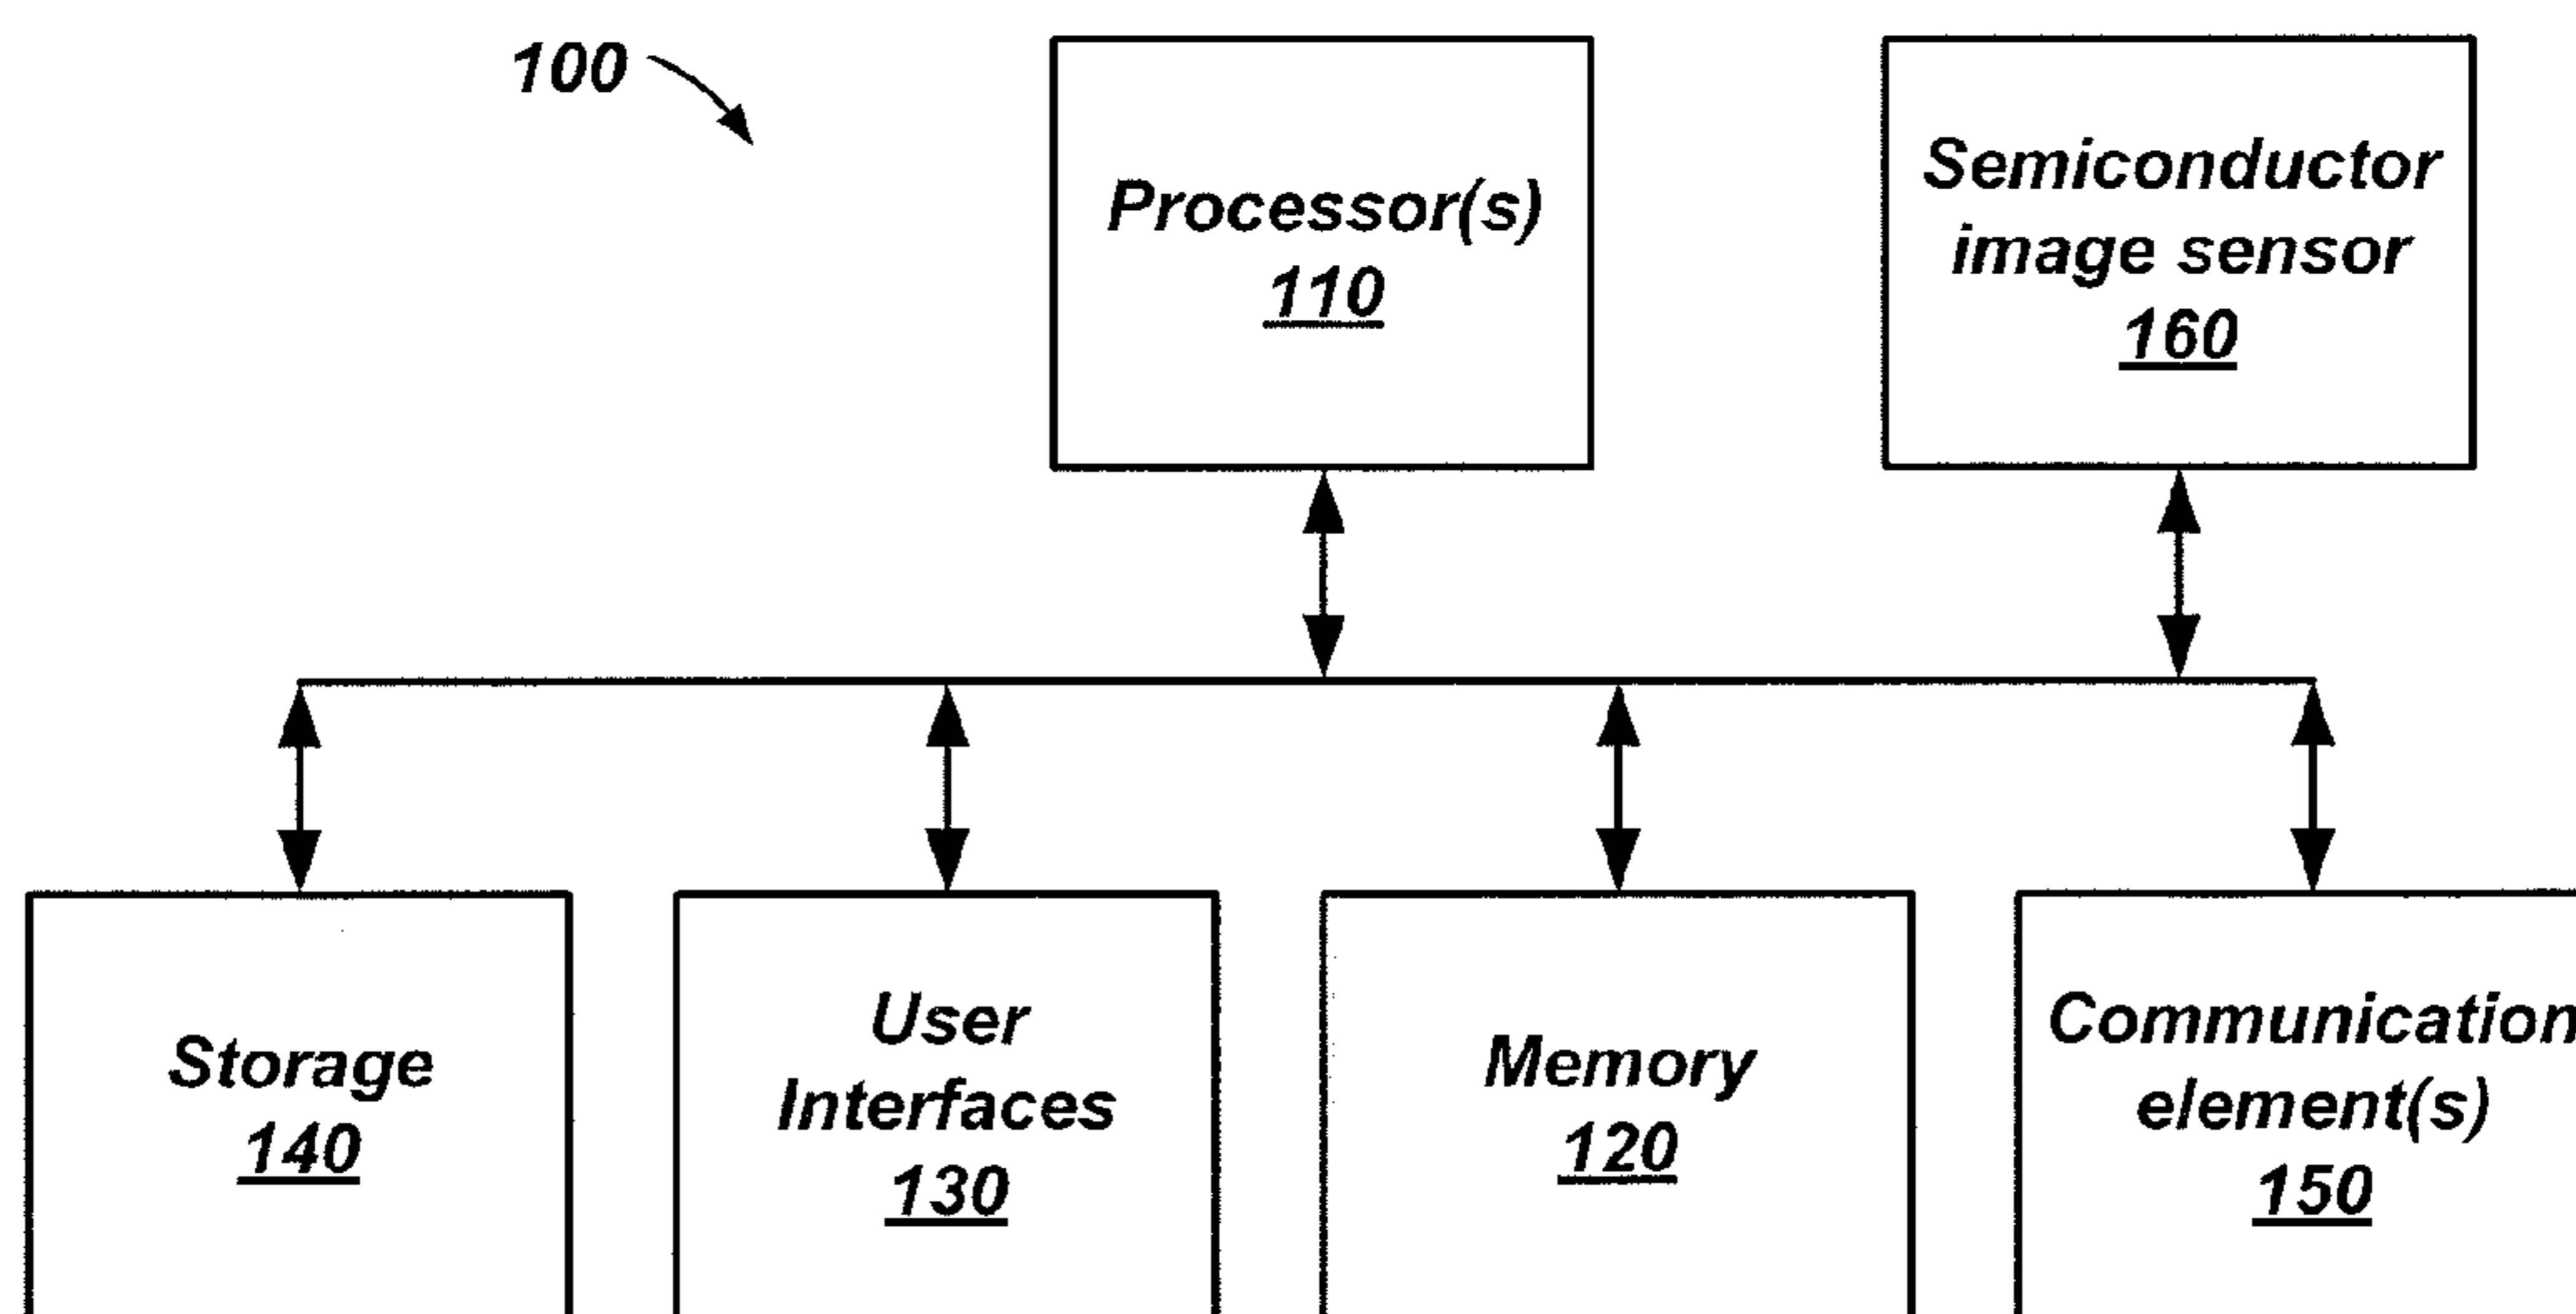 100
Processor(s)
110
Semiconductor
image sensor
160
Storage
140
User
Interfaces
130
Memory
120
Communication
element(s)
150